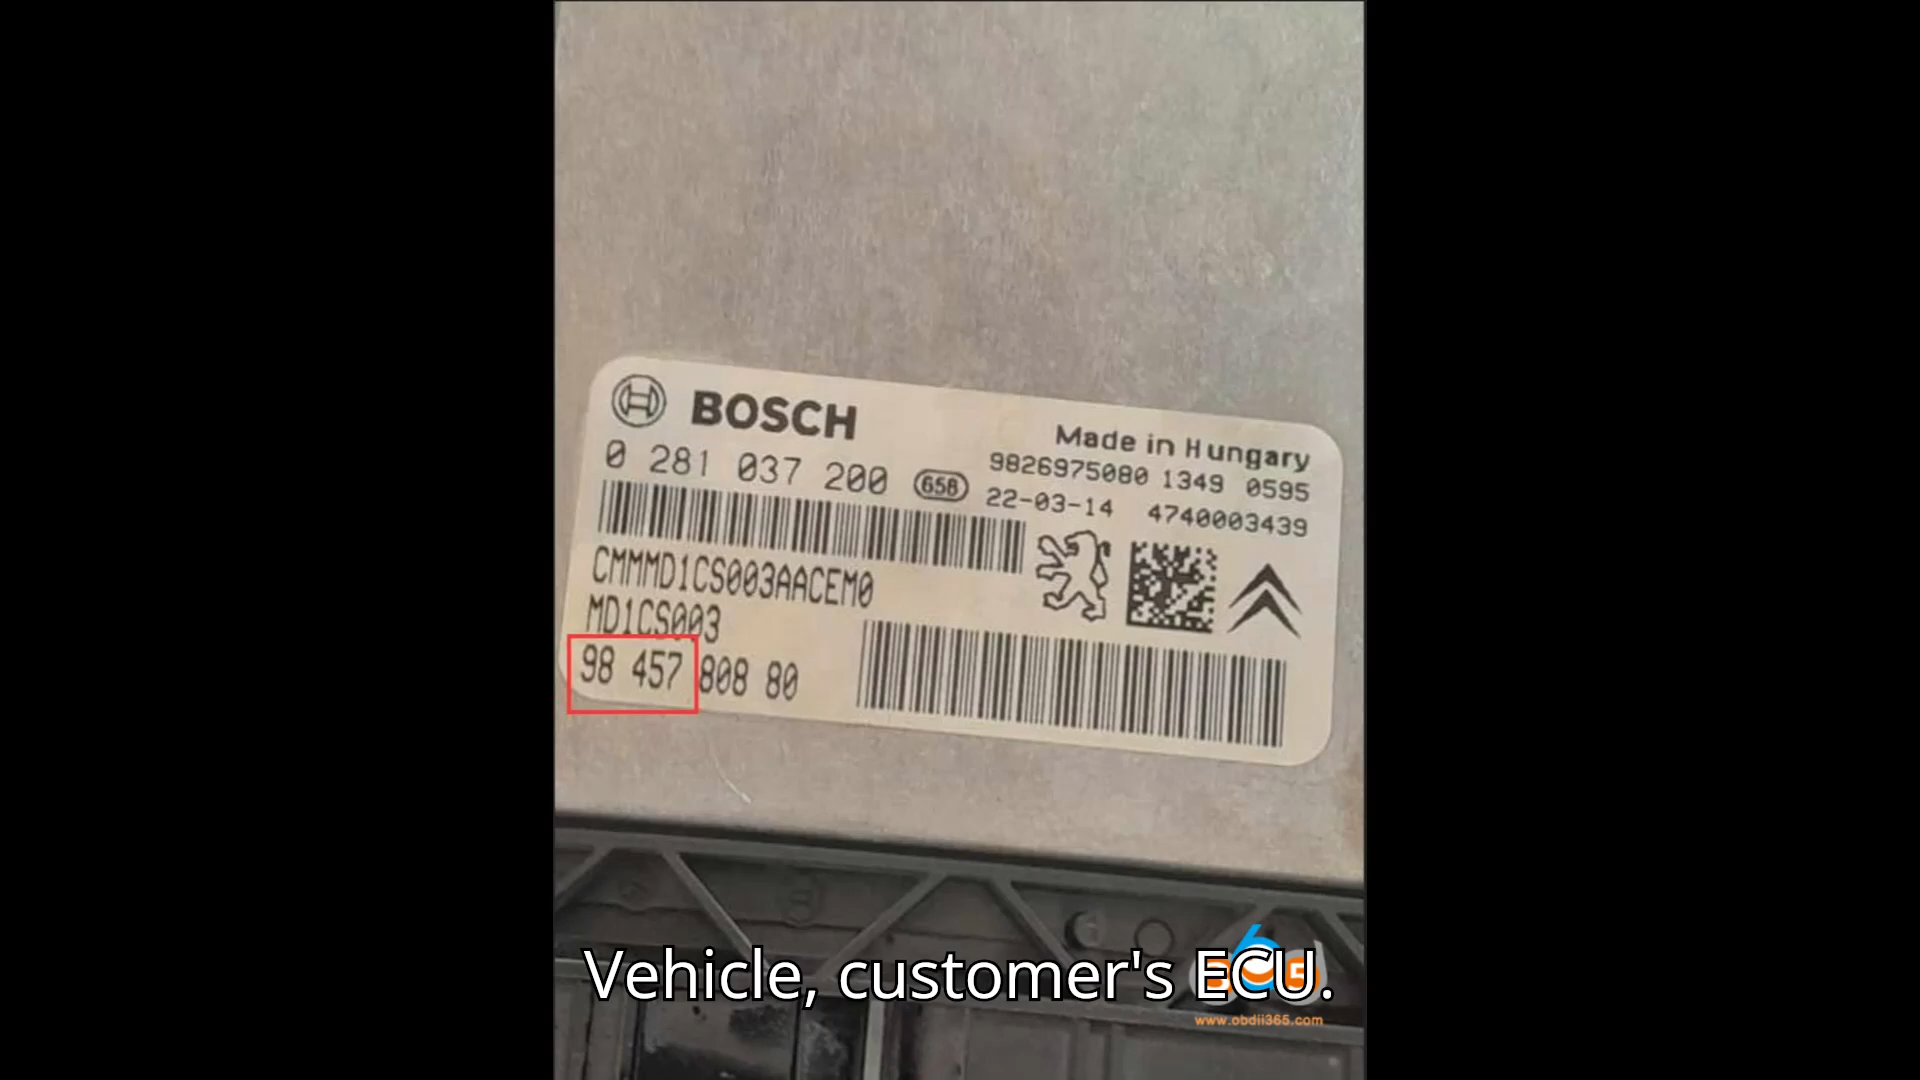 BOSCH
Made in Hungary
0 281 037 200
658
9826975080 1349 0595
22-03-14 4740003439
CMMMD1CS003AACEM0
MD1CS003
98 457 808 80
Vehicle, customer's ECU.
365
www.obdii365.com